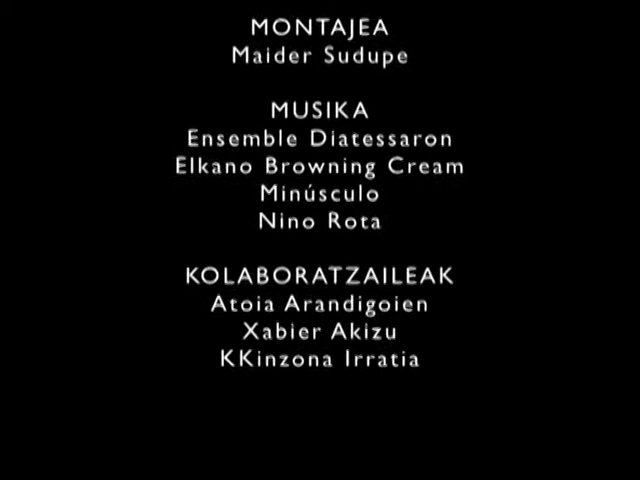 MONTAJEA
Maider Sudupe
MUSIKA
Ensemble Diatessaron
Elkano Browning Cream
Minúsculo
Nino Rota
KOLABORATZAILEAK
Atoia Arandigoien
Xabier Akizu
KKinzona Irratia